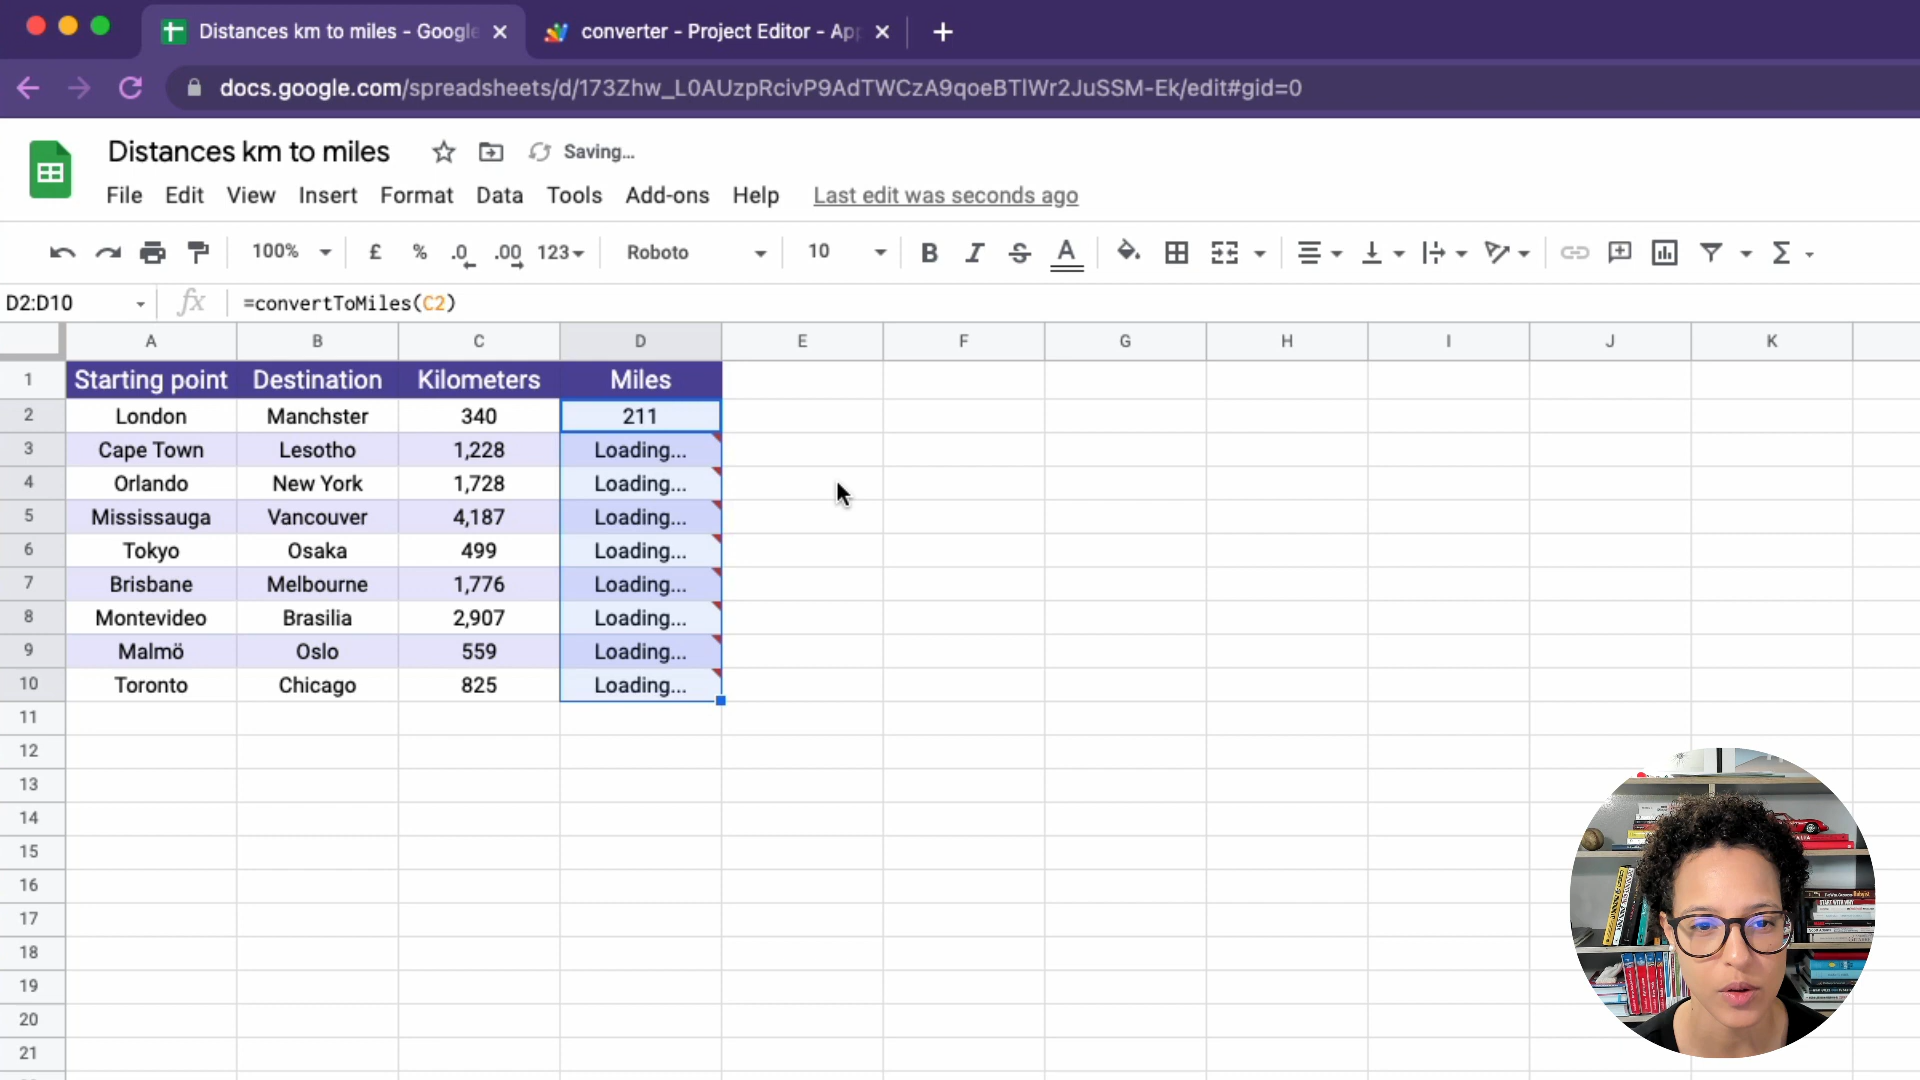 Distances km to miles - Google
converter - Project Editor - App
docs.google.com/spreadsheets/d/173Zhw_L0AUzpRcivP9AdTWCzA9qoeBTlWr2JuSSM-Ek/edit#gid=0
Distances km to miles Saving...
File Edit View Insert Format Data Tools Add-ons Help Last edit was seconds ago
100% £ % .0 .00 123 Roboto 10 B I S A Σ
D2:D10 fx =convertToMiles(C2)
A B C D E F G H I J K
1 Starting point Destination Kilometers Miles
2 London Manchster 340 211
3 Cape Town Lesotho 1,228 Loading...
4 Orlando New York 1,728 Loading...
5 Mississauga Vancouver 4,187 Loading...
6 Tokyo Osaka 499 Loading...
7 Brisbane Melbourne 1,776 Loading...
8 Montevideo Brasilia 2,907 Loading...
9 Malmö Oslo 559 Loading...
10 Toronto Chicago 825 Loading...
11
12
13
14
15
16
17
18
19
20
21